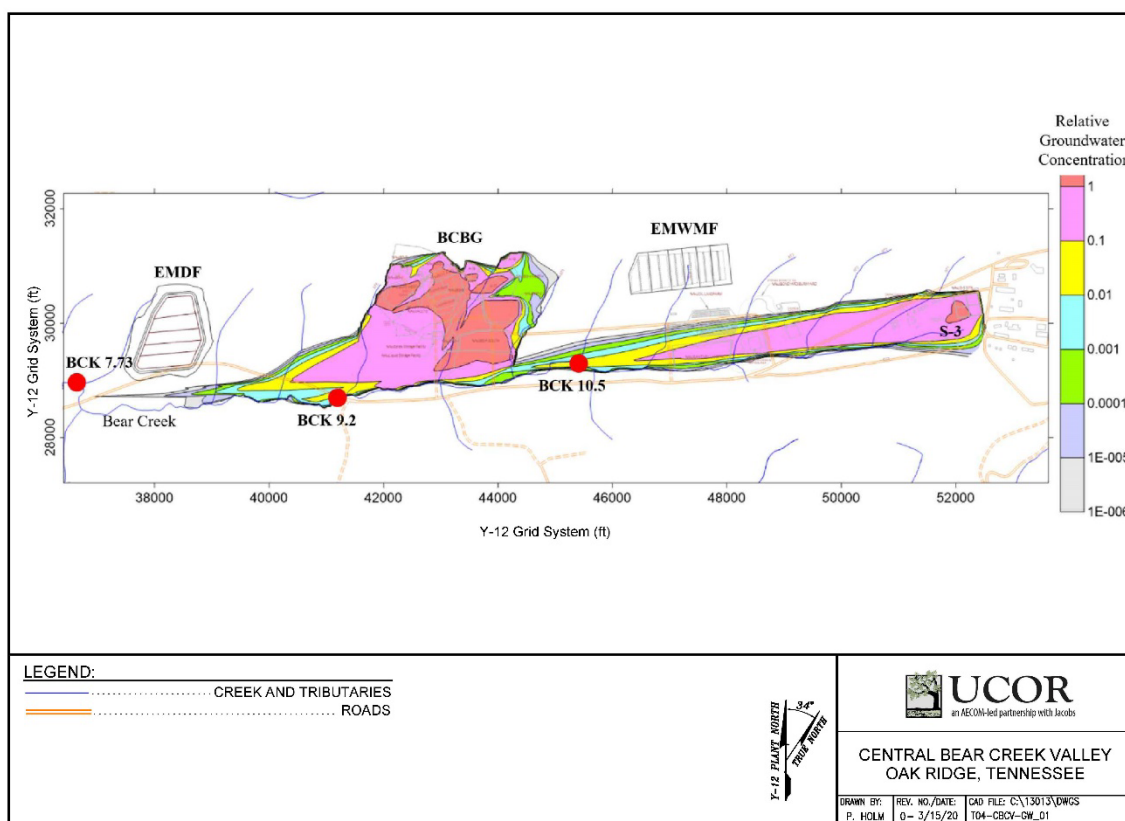 Relative
Groundwater
Concentration
1
0.1
0.01
0.001
0.0001
1E-005
1E-006
32000
30000
28000
Y-12 Grid System (ft)
EMDF
BCBG
EMWMF
S-3
BCK 7.73
BCK 9.2
BCK 10.5
Bear Creek
38000 40000 42000 44000 46000 48000 50000 52000
Y-12 Grid System (ft)
LEGEND:
CREEK AND TRIBUTARIES
ROADS
Y-12 PLANT NORTH
34°
TRUE NORTH
UCOR
an AECOM-led partnership with Jacobs
CENTRAL BEAR CREEK VALLEY
OAK RIDGE, TENNESSEE
DRAWN BY: REV. NO./DATE: CAD FILE: C:\13013\DWGS
P. HOLM 0- 3/15/20 T04-CBCV-GW_01